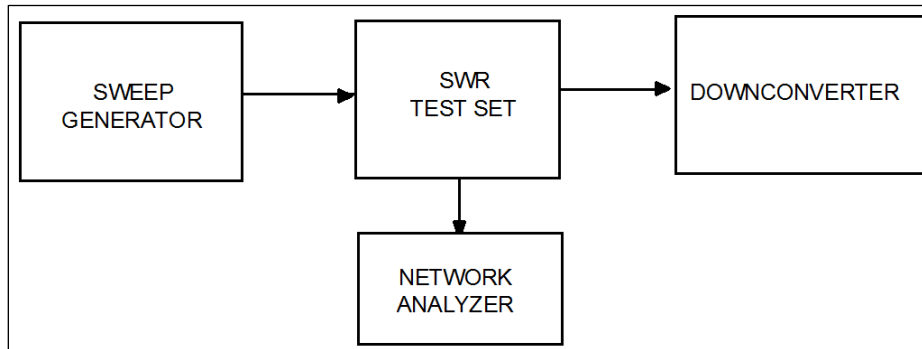 SWEEP
GENERATOR
SWR
TEST SET
DOWNCONVERTER
NETWORK
ANALYZER